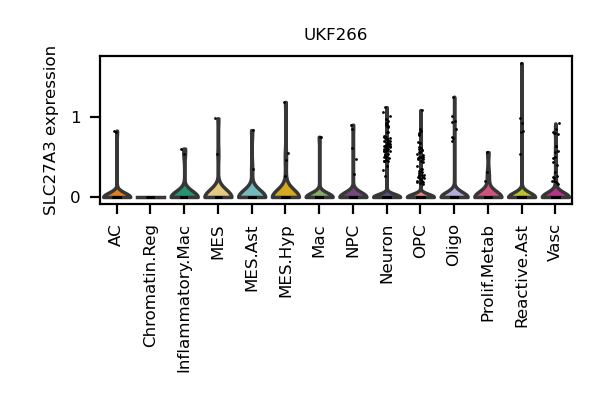 UKF266
SLC27A3 expression
1
0
AC
Chromatin.Reg
Inflammatory.Mac
MES
MES.Ast
MES.Hyp
Mac
NPC
Neuron
OPC
Oligo
Prolif.Metab
Reactive.Ast
Vasc